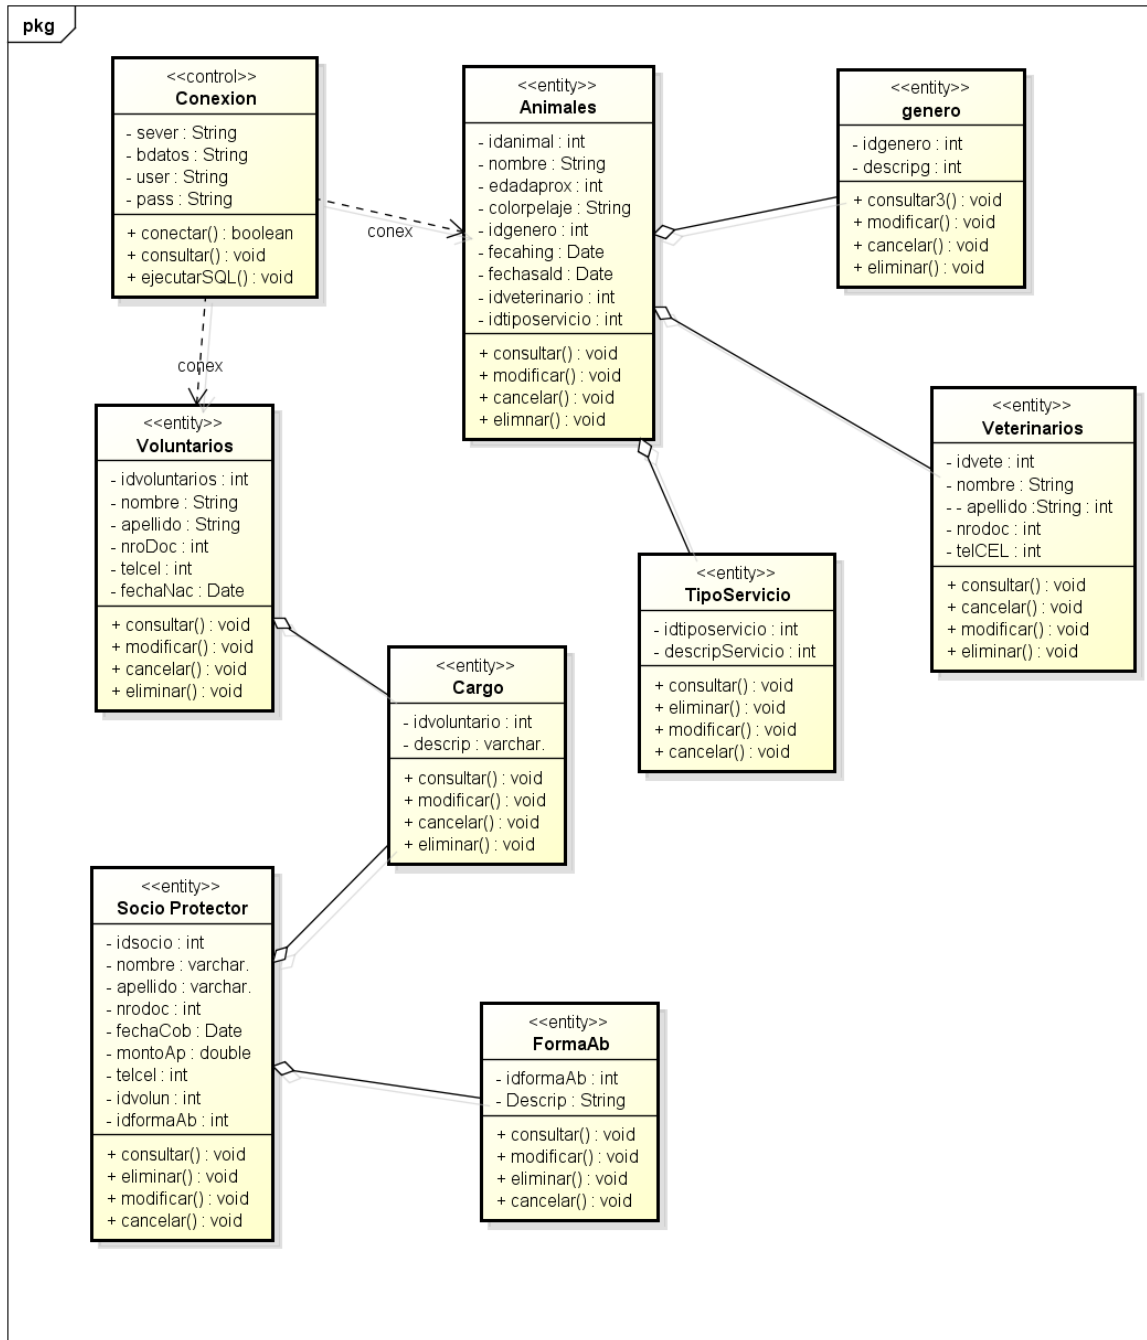 pkg
<<control>>
Conexion
- sever : String
- bdatos : String
- user : String
- pass : String
+ conectar() : boolean
+ consultar() : void
+ ejecutarSQL() : void
conex
conex
<<entity>>
Animales
- idanimal : int
- nombre : String
- edadaprox : int
- colorpelaje : String
- idgenero : int
- fecahing : Date
- fechasald : Date
- idveterinario : int
- idtiposervicio : int
+ consultar() : void
+ modificar() : void
+ cancelar() : void
+ elimnar() : void
<<entity>>
genero
- idgenero : int
- descripg : int
+ consultar3() : void
+ modificar() : void
+ cancelar() : void
+ eliminar() : void
<<entity>>
Voluntarios
- idvoluntarios : int
- nombre : String
- apellido : String
- nroDoc : int
- telcel : int
- fechaNac : Date
+ consultar() : void
+ modificar() : void
+ cancelar() : void
+ eliminar() : void
<<entity>>
Veterinarios
- idvete : int
- nombre : String
- - apellido :String : int
- nrodoc : int
- telCEL : int
+ consultar() : void
+ cancelar() : void
+ modificar() : void
+ eliminar() : void
<<entity>>
TipoServicio
- idtiposervicio : int
- descripServicio : int
+ consultar() : void
+ eliminar() : void
+ modificar() : void
+ cancelar() : void
<<entity>>
Cargo
- idvoluntario : int
- descrip : varchar.
+ consultar() : void
+ modificar() : void
+ cancelar() : void
+ eliminar() : void
<<entity>>
Socio Protector
- idsocio : int
- nombre : varchar.
- apellido : varchar.
- nrodoc : int
- fechaCob : Date
- montoAp : double
- telcel : int
- idvolun : int
- idformaAb : int
+ consultar() : void
+ eliminar() : void
+ modificar() : void
+ cancelar() : void
<<entity>>
FormaAb
- idformaAb : int
- Descrip : String
+ consultar() : void
+ modificar() : void
+ eliminar() : void
+ cancelar() : void